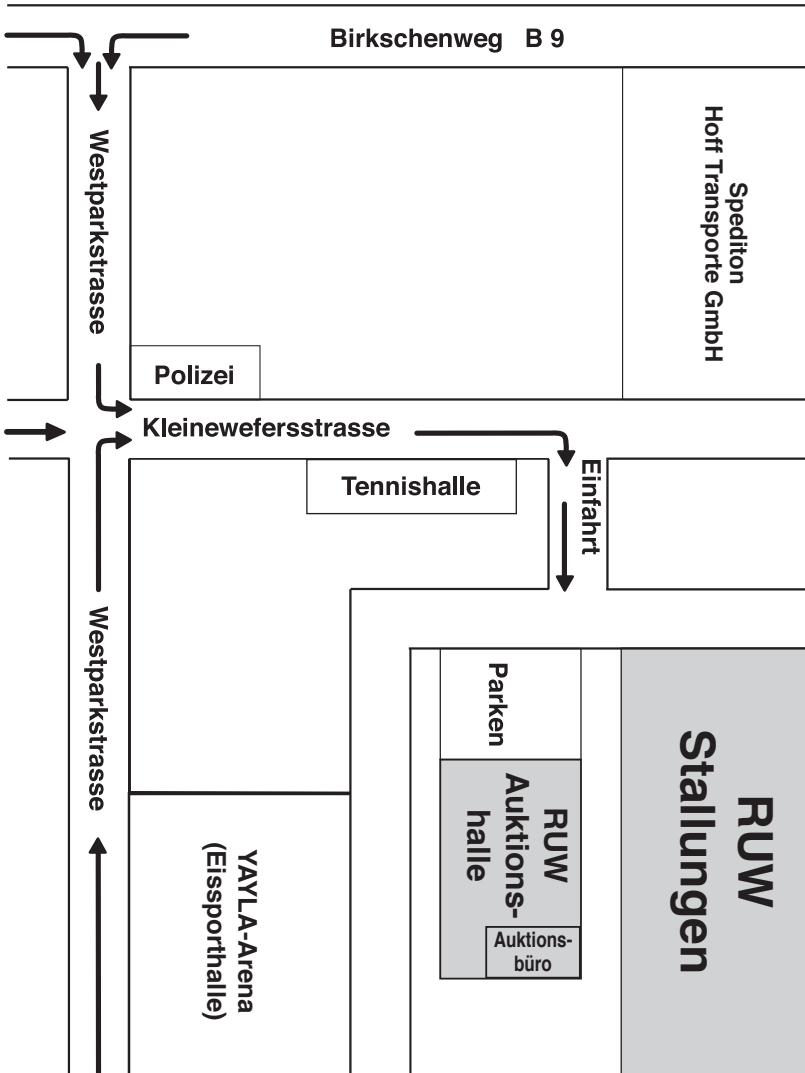 Birkschenweg B 9
Westparkstrasse
Spediton
Hoff Transporte GmbH
Polizei
Kleinewefersstrasse
Tennishalle
Einfahrt
Westparkstrasse
Parken
RUW
Auktions-
halle
Auktions-
büro
RUW
Stallungen
YAYLA-Arena
(Eissporthalle)